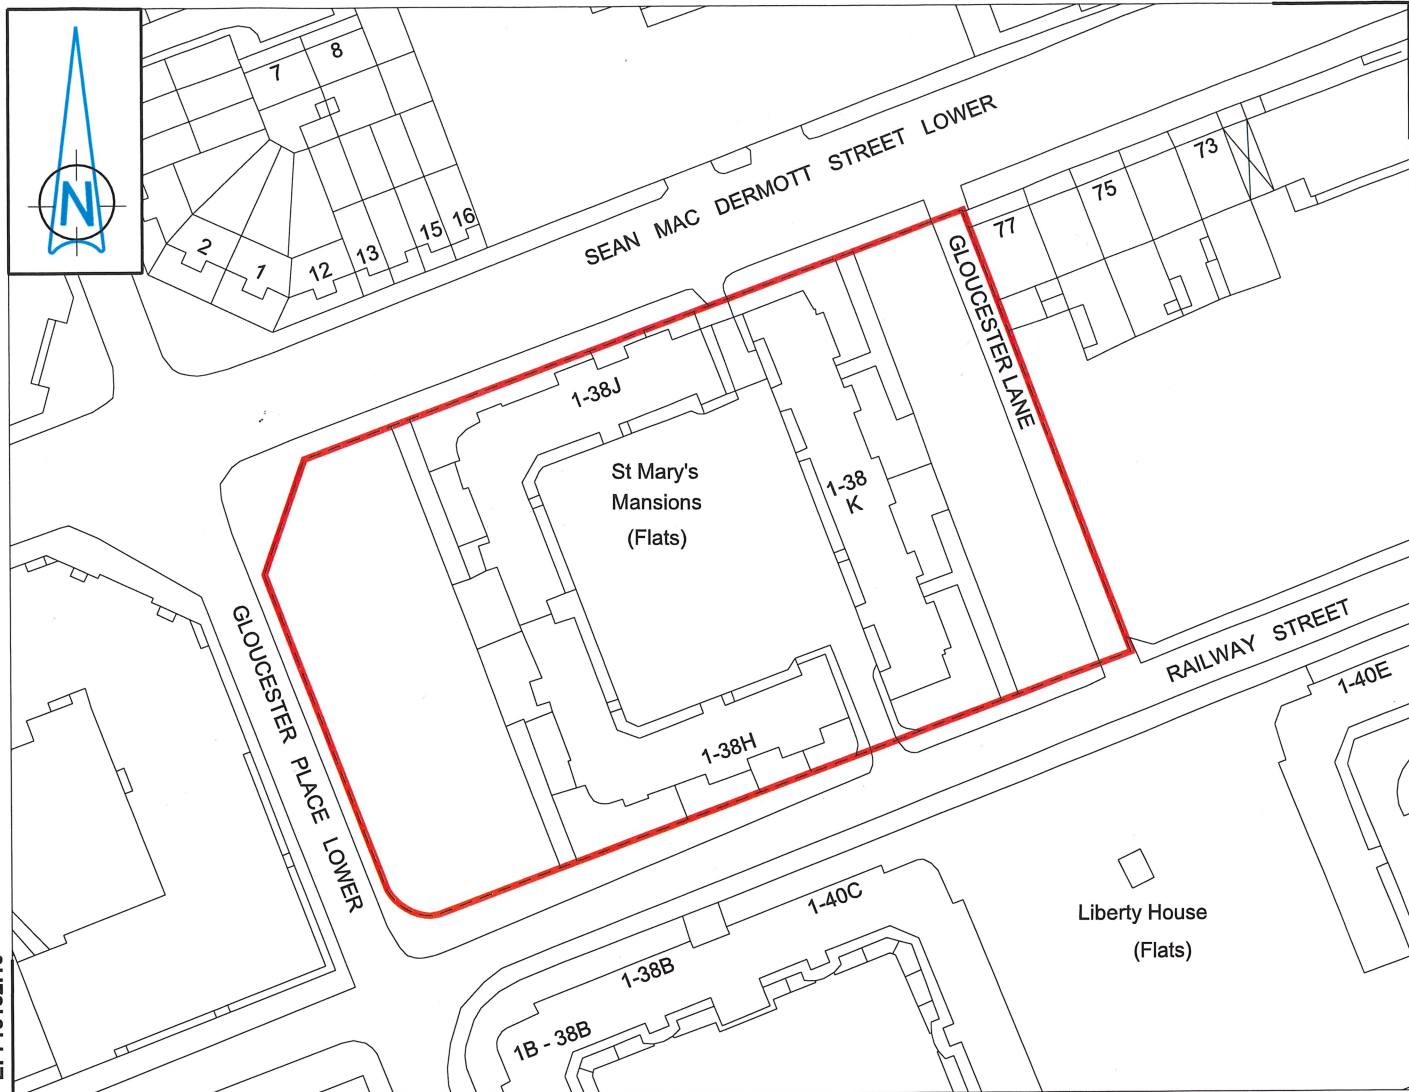 N
7
8
2
1
12
13
15
16
SEAN MAC DERMOTT STREET LOWER
77
75
73
GLOUCESTER LANE
1-38J
St Mary's
Mansions
(Flats)
1-38
K
GLOUCESTER PLACE LOWER
1-38H
RAILWAY STREET
1-40E
1-40C
Liberty House
(Flats)
1-38B
1B - 38B